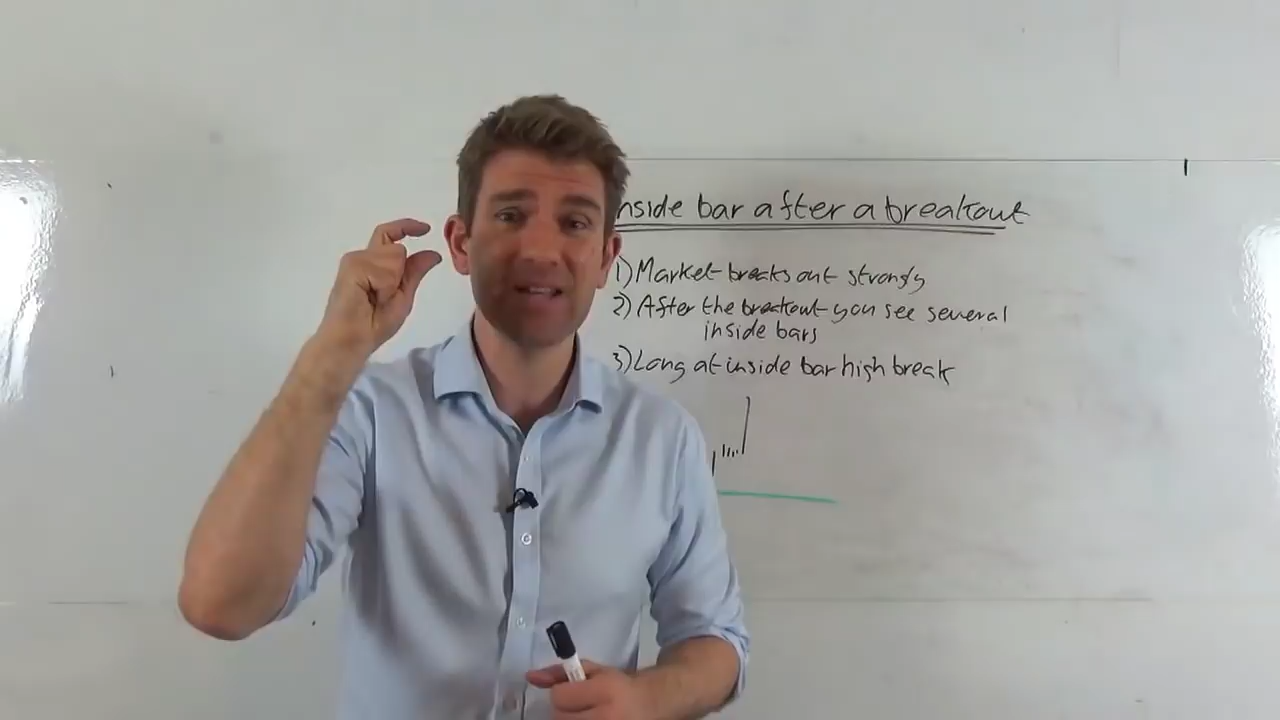 nside bar after a breakout
1) Market breaks out strongly
2) After the breakout you see several
inside bars
3) Long at inside bar high break